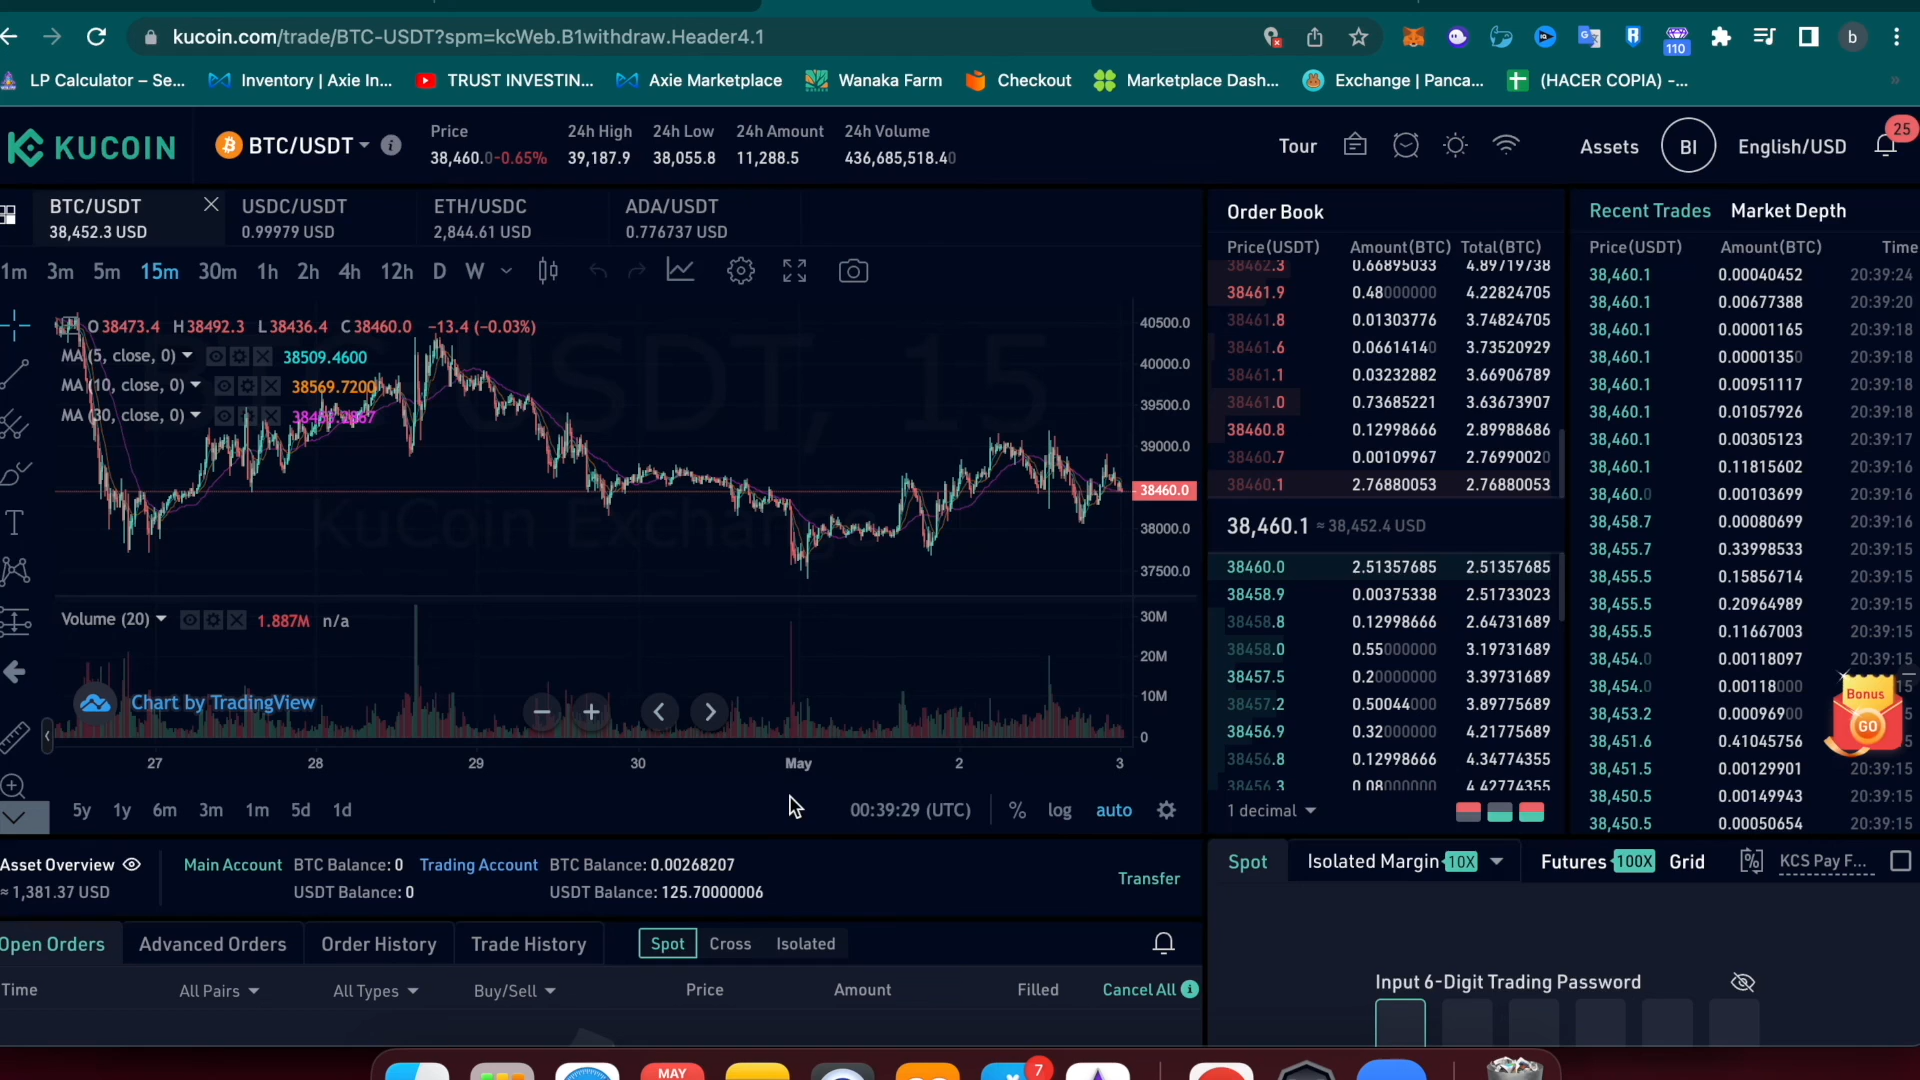 kucoin.com/trade/BTC-USDT?spm=kcWeb.B1withdraw.Header4.1
110
b
LP Calculator – Se...
Inventory | Axie In...
TRUST INVESTIN...
Axie Marketplace
Wanaka Farm
Checkout
Marketplace Dash...
Exchange | Panca...
(HACER COPIA) -...
KUCOIN
BTC/USDT
Price
38,460.0 -0.65%
24h High
39,187.9
24h Low
38,055.8
24h Amount
11,288.5
24h Volume
436,685,518.40
Tour
Assets
BI
English/USD
25
BTC/USDT
38,452.3 USD
USDC/USDT
0.99979 USD
ETH/USDC
2,844.61 USD
ADA/USDT
0.776737 USD
1m 3m 5m 15m 30m 1h 2h 4h 12h D W
O38473.4 H38492.3 L38436.4 C38460.0 −13.4 (−0.03%)
MA (5, close, 0) 38509.4600
MA (10, close, 0) 38569.7200
MA (30, close, 0)
BTC USDT, 15
KuCoin Exchange
40500.0
40000.0
39500.0
39000.0
38460.0
38000.0
37500.0
Volume (20) 1.887M n/a
30M
20M
10M
0
Chart by TradingView
27 28 29 30 May 2 3
5y 1y 6m 3m 1m 5d 1d
00:39:29 (UTC) % log auto
Order Book
Price(USDT) Amount(BTC) Total(BTC)
38462.3 0.66895033 4.89719738
38461.9 0.48000000 4.22824705
38461.8 0.01303776 3.74824705
38461.6 0.06614140 3.73520929
38461.1 0.03232882 3.66906789
38461.0 0.73685221 3.63673907
38460.8 0.12998666 2.89988686
38460.7 0.00109967 2.76990020
38460.1 2.76880053 2.76880053
38,460.1 ≈ 38,452.4 USD
38460.0 2.51357685 2.51357685
38458.9 0.00375338 2.51733023
38458.8 0.12998666 2.64731689
38458.0 0.55000000 3.19731689
38457.5 0.20000000 3.39731689
38457.2 0.50044000 3.89775689
38456.9 0.32000000 4.21775689
38456.8 0.12998666 4.34774355
38456.3 0.08000000 4.42774355
1 decimal
Recent Trades Market Depth
Price(USDT) Amount(BTC) Time
38,460.1 0.00040452 20:39:24
38,460.1 0.00677388 20:39:20
38,460.1 0.00001165 20:39:18
38,460.1 0.00001350 20:39:18
38,460.1 0.00951117 20:39:18
38,460.1 0.01057926 20:39:18
38,460.1 0.00305123 20:39:17
38,460.1 0.11815602 20:39:16
38,460.0 0.00103699 20:39:16
38,458.7 0.00080699 20:39:16
38,455.7 0.33998533 20:39:15
38,455.5 0.15856714 20:39:15
38,455.5 0.20964989 20:39:15
38,455.5 0.11667003 20:39:15
38,454.0 0.00118097 20:39:15
38,454.0 0.00118000
38,453.2 0.00096900
38,451.6 0.41045756
38,451.5 0.00129901 20:39:15
38,450.5 0.00149943 20:39:15
38,450.5 0.00050654 20:39:15
Bonus
GO
Asset Overview
≈ 1,381.37 USD
Main Account BTC Balance: 0
USDT Balance: 0
Trading Account BTC Balance: 0.00268207
USDT Balance: 125.70000006
Transfer
Spot Isolated Margin 10X Futures 100X Grid KCS Pay F...
Open Orders Advanced Orders Order History Trade History Spot Cross Isolated
Time All Pairs All Types Buy/Sell Price Amount Filled Cancel All
Input 6-Digit Trading Password
MAY
7